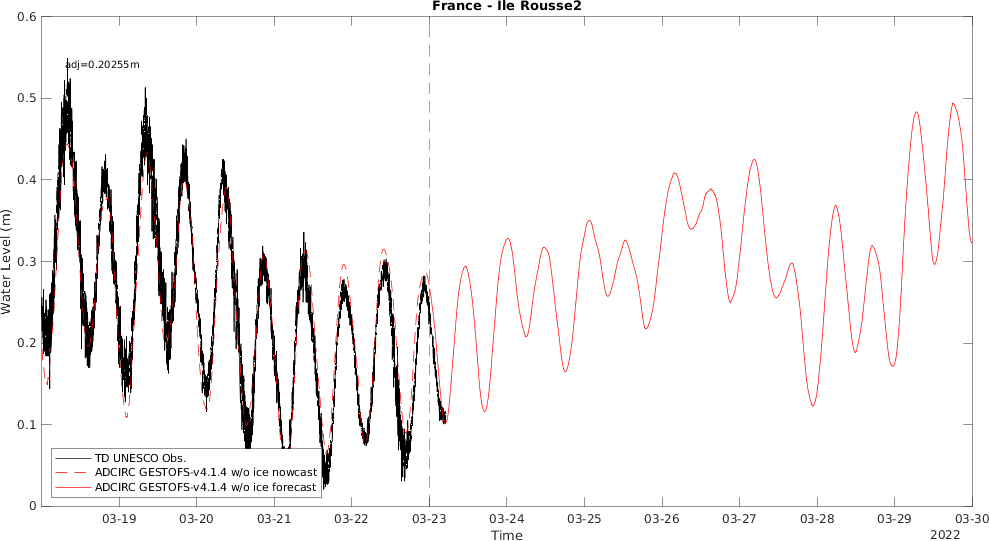 France - Ile Rousse2
0.6
0.5
0.4
0.3
0.2
0.1
0
Water Level (m)
adj=0.20255m
TD UNESCO Obs.
ADCIRC GESTOFS-v4.1.4 w/o ice nowcast
ADCIRC GESTOFS-v4.1.4 w/o ice forecast
03-19 03-20 03-21 03-22 03-23 03-24 03-25 03-26 03-27 03-28 03-29 03-30
Time
2022